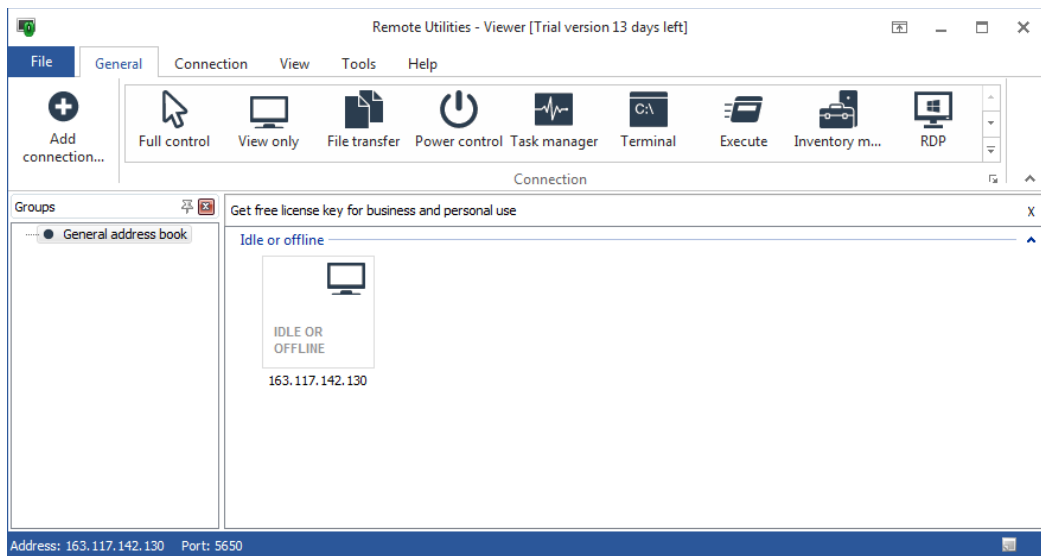 Remote Utilities - Viewer [Trial version 13 days left]
File General Connection View Tools Help
Add connection...
Full control
View only
File transfer
Power control
Task manager
C:\
Terminal
Execute
Inventory m...
RDP
Connection
Groups
General address book
Get free license key for business and personal use
X
Idle or offline
IDLE OR
OFFLINE
163.117.142.130
Address: 163.117.142.130 Port: 5650